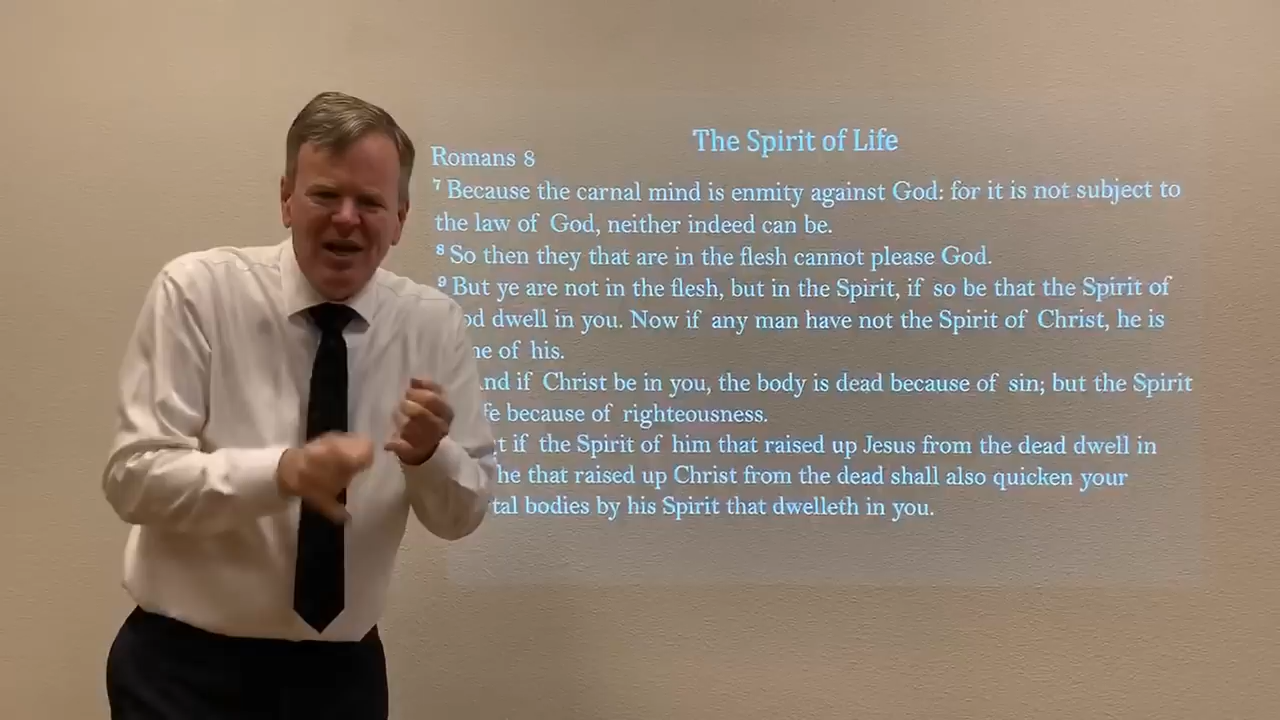 The Spirit of Life
Romans 8
7 Because the carnal mind is enmity against God: for it is not subject to
the law of God, neither indeed can be.
8 So then they that are in the flesh cannot please God.
9 But ye are not in the flesh, but in the Spirit, if so be that the Spirit of
dwell in you. Now if any man have not the Spirit of Christ, he is
of his.
if Christ be in you, the body is dead because of sin; but the Spirit
because of righteousness.
if the Spirit of him that raised up Jesus from the dead dwell in
he that raised up Christ from the dead shall also quicken your
bodies by his Spirit that dwelleth in you.